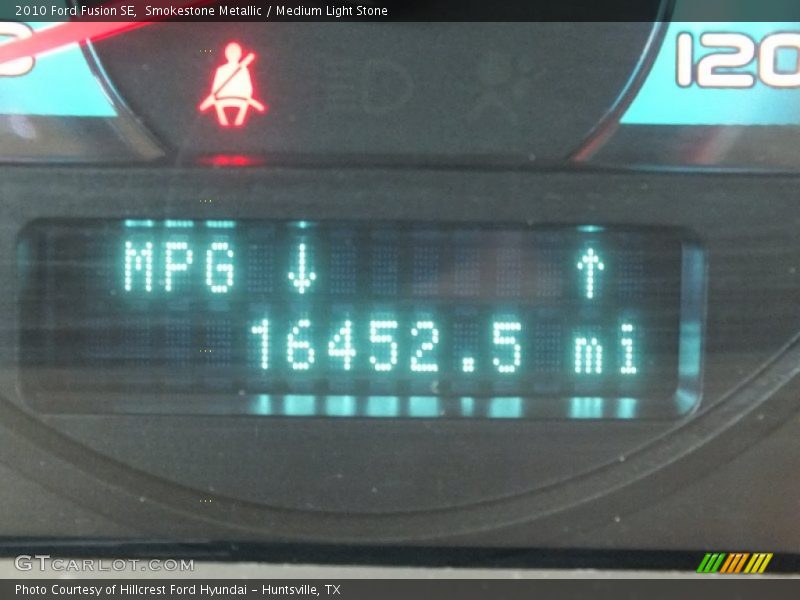 2010 Ford Fusion SE, Smokestone Metallic / Medium Light Stone
120
MPG ↓ ↑
16452.5 mi
GTCARLOT.COM
Photo Courtesy of Hillcrest Ford Hyundai - Huntsville, TX